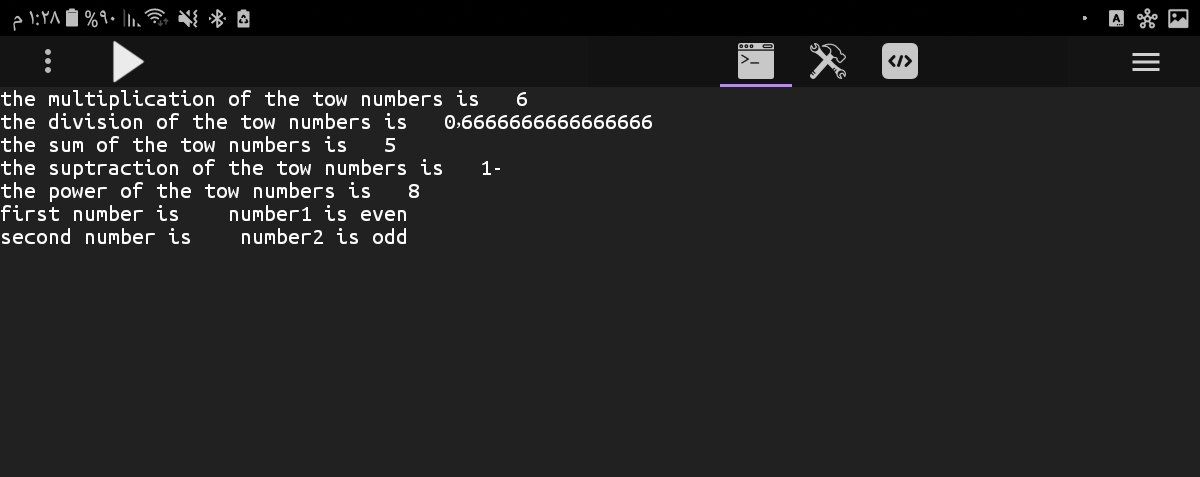 م ١:٢٨ %٩٠
A
>_
</>
the multiplication of the tow numbers is   6
the division of the tow numbers is   0٫6666666666666666
the sum of the tow numbers is   5
the suptraction of the tow numbers is   1-
the power of the tow numbers is   8
first number is    number1 is even
second number is    number2 is odd